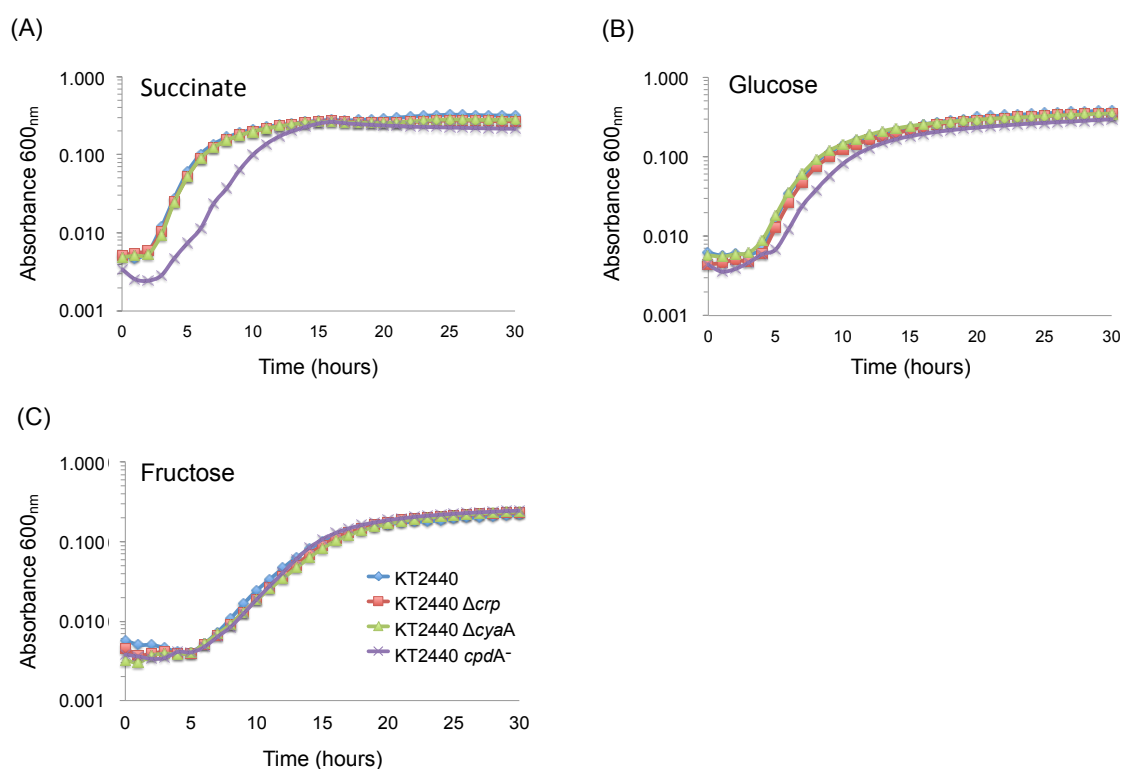 (A)
Succinate
Absorbance 600nm
1.000
0.100
0.010
0.001
0 5 10 15 20 25 30
Time (hours)
(B)
Glucose
Absorbance 600nm
1.000
0.100
0.010
0.001
0 5 10 15 20 25 30
Time (hours)
(C)
Fructose
Absorbance 600nm
1.000
0.100
0.010
0.001
0 5 10 15 20 25 30
Time (hours)
KT2440
KT2440 Δcrp
KT2440 ΔcyaA
KT2440 cpdA-